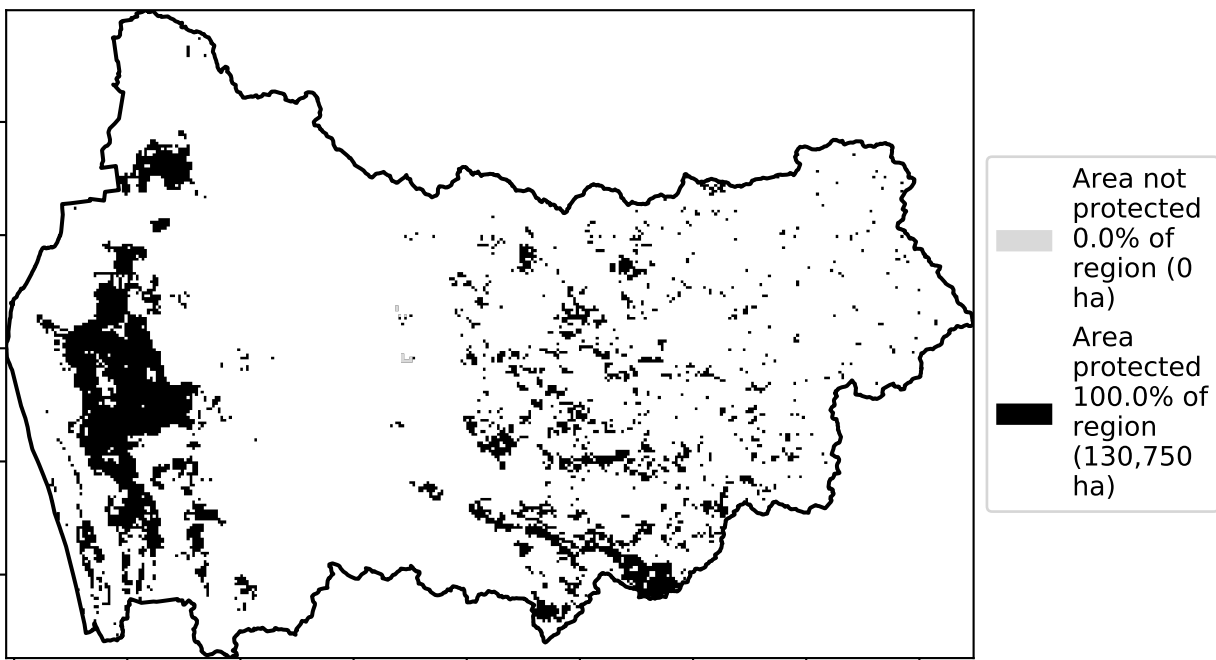 Area not
protected
0.0% of
region (0
ha)
Area
protected
100.0% of
region
(130,750
ha)